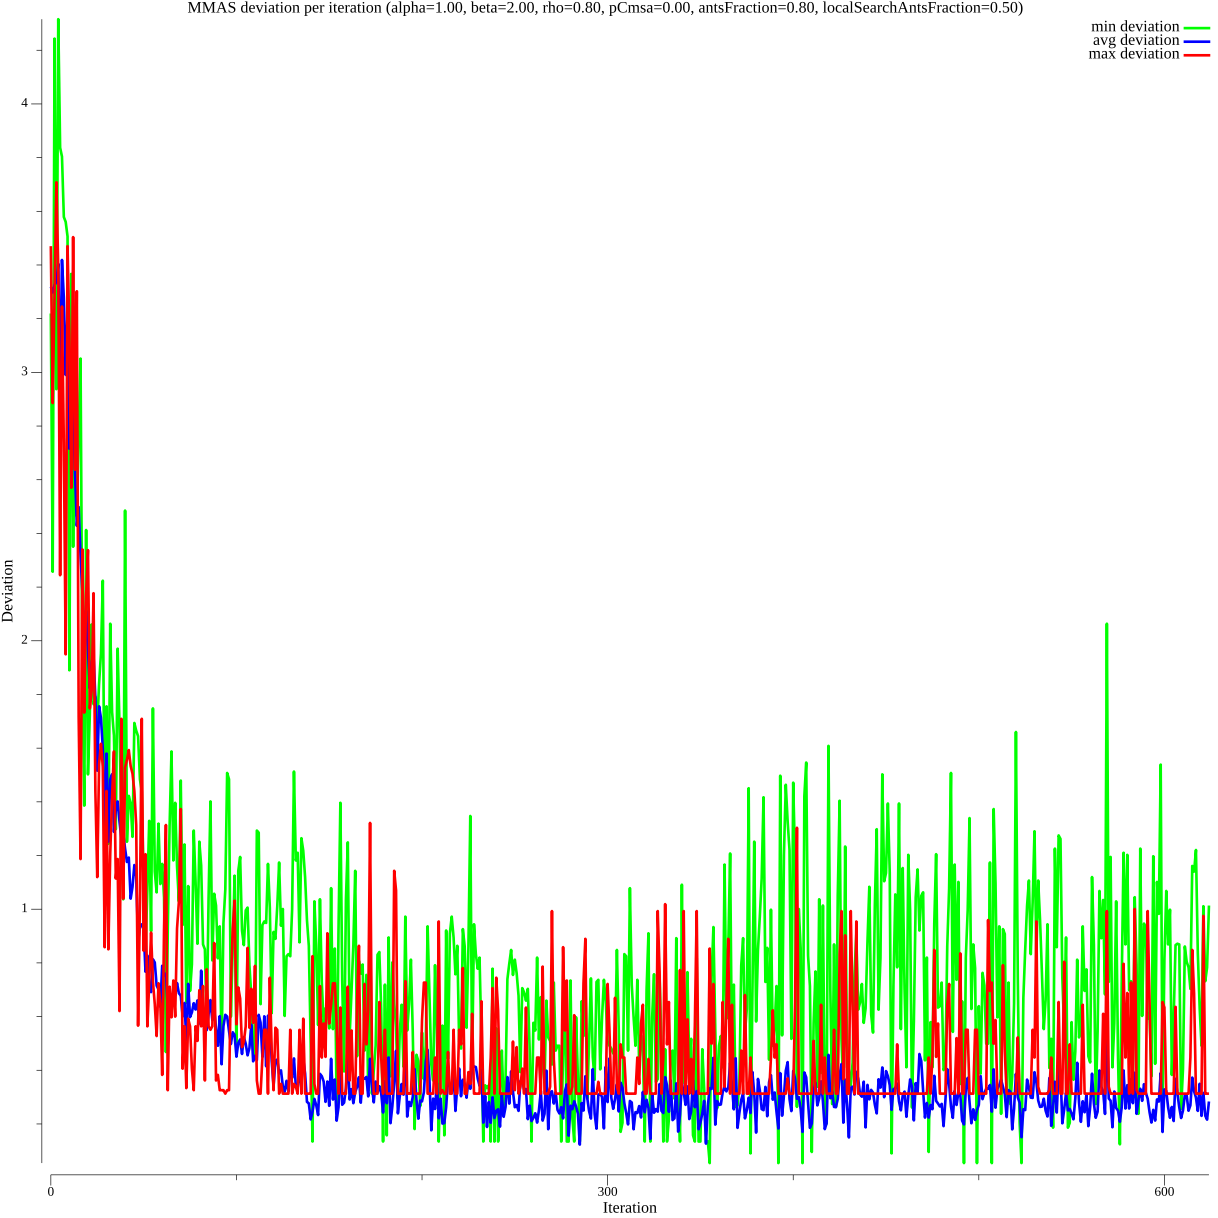 MMAS deviation per iteration (alpha=1.00, beta=2.00, rho=0.80, pCmsa=0.00, antsFraction=0.80, localSearchAntsFraction=0.50)
min deviation
avg deviation
max deviation
4
3
2
1
Deviation
0
300
600
Iteration